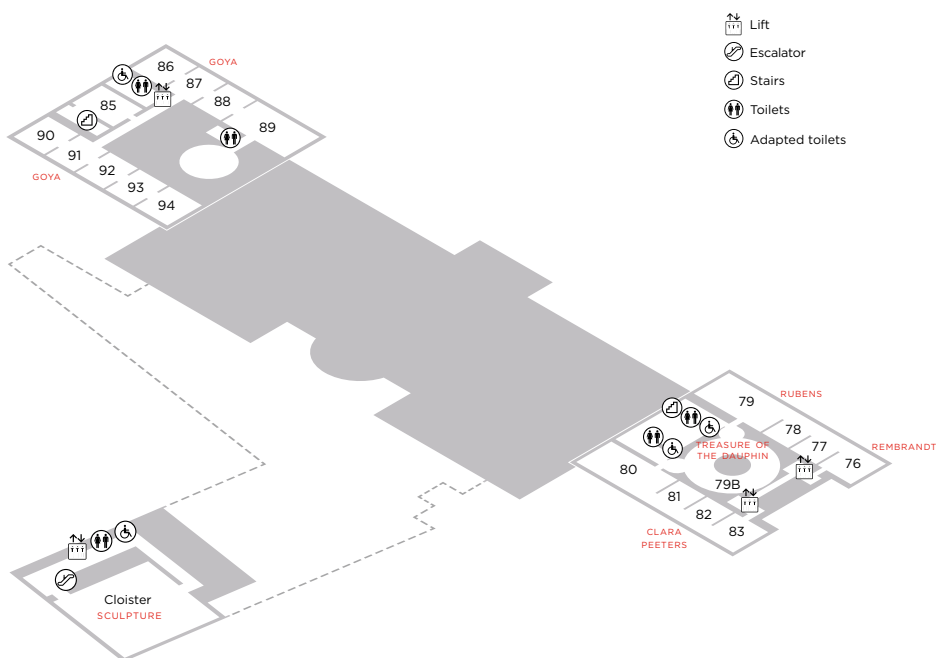 Lift
Escalator
Stairs
Toilets
Adapted toilets
GOYA
86
87
88
89
85
90
91
92
93
94
GOYA
RUBENS
79
78
77
76
REMBRANDT
TREASURE OF
THE DAUPHIN
79B
80
81
82
83
CLARA
PEETERS
Cloister
SCULPTURE